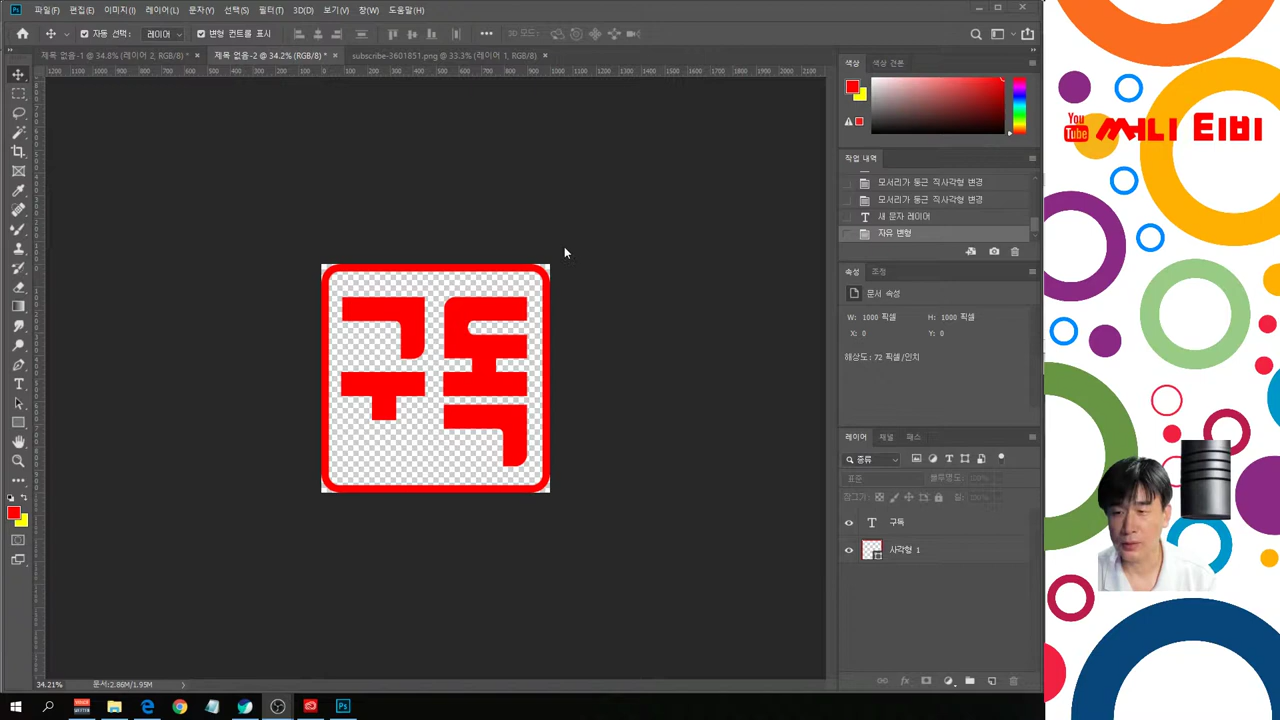 파일(F) 편집(E) 이미지(I) 레이어(L) 문자(Y) 선택(S) 필터(T) 3D(D) 보기(V) 창(W) 도움말(H)
자동 선택: 레이어 변형 컨트롤 표시 3D 모드:
제목 없음-1 @ 34.8% (레이어 2, RGB/8) * ×
제목 없음-2 @ 34.2% (RGB/8) * ×
subscribe-3601851.png @ 33.3% (레이어 1, RGB/8) ×
색상 색상 견본
작업 내역
모서리가 둥근 직사각형 변경
모서리가 둥근 직사각형 변경
새 문자 레이어
자유 변형
속성 조정
문서 속성
W: 1000 픽셀 H: 1000 픽셀
X: 0 Y: 0
해상도: 72 픽셀/인치
레이어 채널 패스
종류
표준 불투명도: 100%
잠그기: 칠: 100%
T 구독
사각형 1
구독
34.21% 문서:2.86M/1.95M
You
Tube
써니 티비